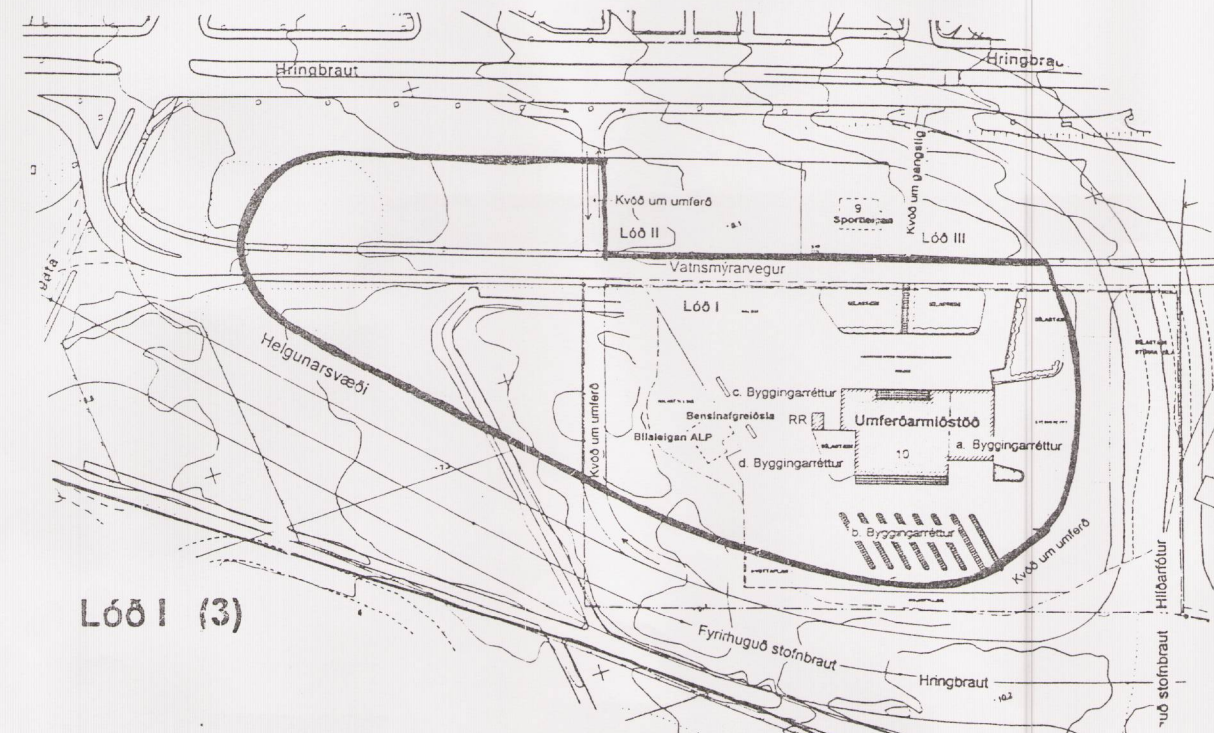 Hringbraut
Hringbrau
Kvöð um gangstíg
Kvöð um umferð
9
Lóð II
Lóð III
Vatnsmýrarvegur
Lóð I
Helgunarsvæði
Kvöð um umferð
c. Byggingarréttur
Bensínafgreiðsla
RR
Umferðarmiðstöð
Bílaleigan ALP
a. Byggingarréttur
10
d. Byggingarréttur
b. Byggingarréttur
Kvöð um umferð
Hlíðarfótur
Lóð I (3)
Fyrirhuguð stofnbraut
Hringbraut
uð stofnbraut